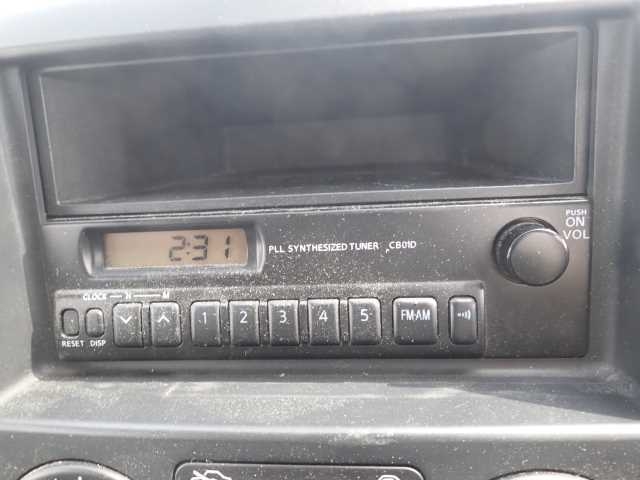 PUSH
ON
VOL
2:31
PLL SYNTHESIZED TUNER CB01D
CLOCK H M
1 2 3 4 5 FM·AM
RESET DISP